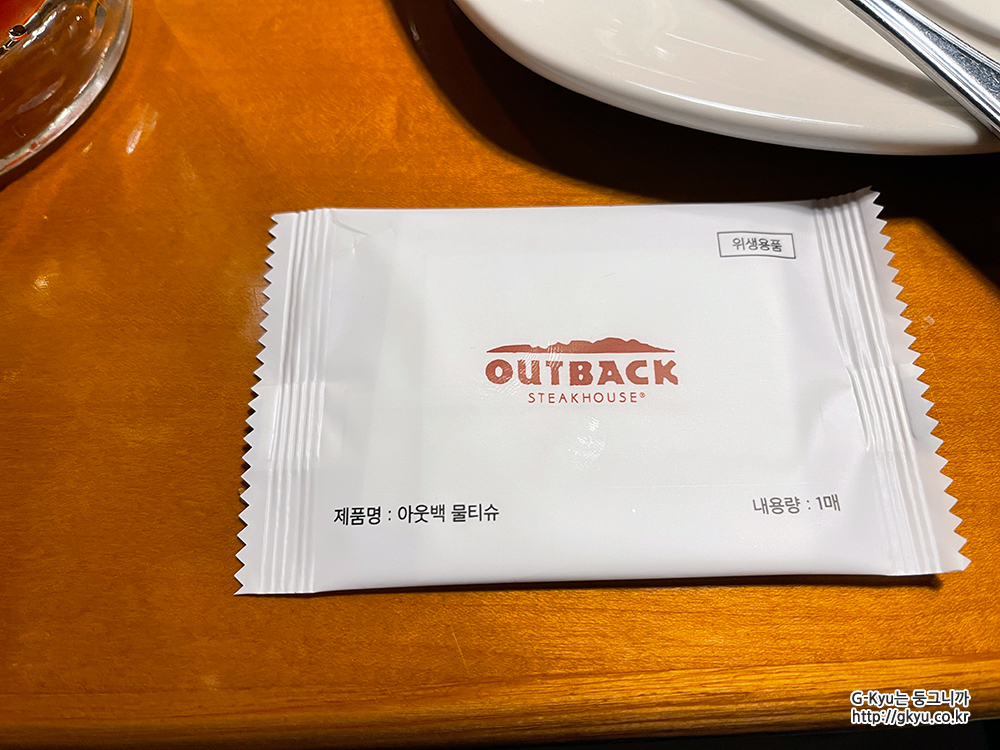 위생용품
OUTBACK
STEAKHOUSE®
제품명 : 아웃백 물티슈
내용량 : 1매
G-Kyu는 둥그니까
http://gkyu.co.kr